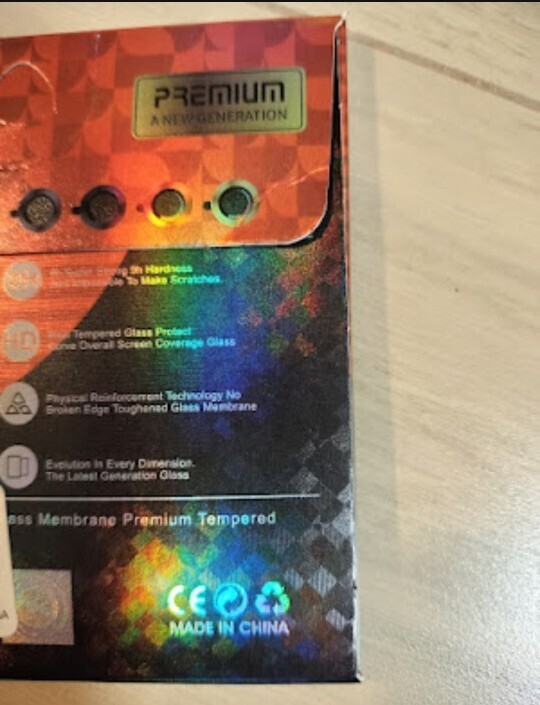 PREMIUM
A NEW GENERATION
9h Hardness
To Make Scratches.
HD
Tempered Glass Protect
Overall Screen Coverage Glass
Physical Reinforcement Technology No
Broken Edge Toughened Glass Membrane
Evolution In Every Dimension.
The Latest Generation Glass
ass Membrane Premium Tempered
CE
MADE IN CHINA